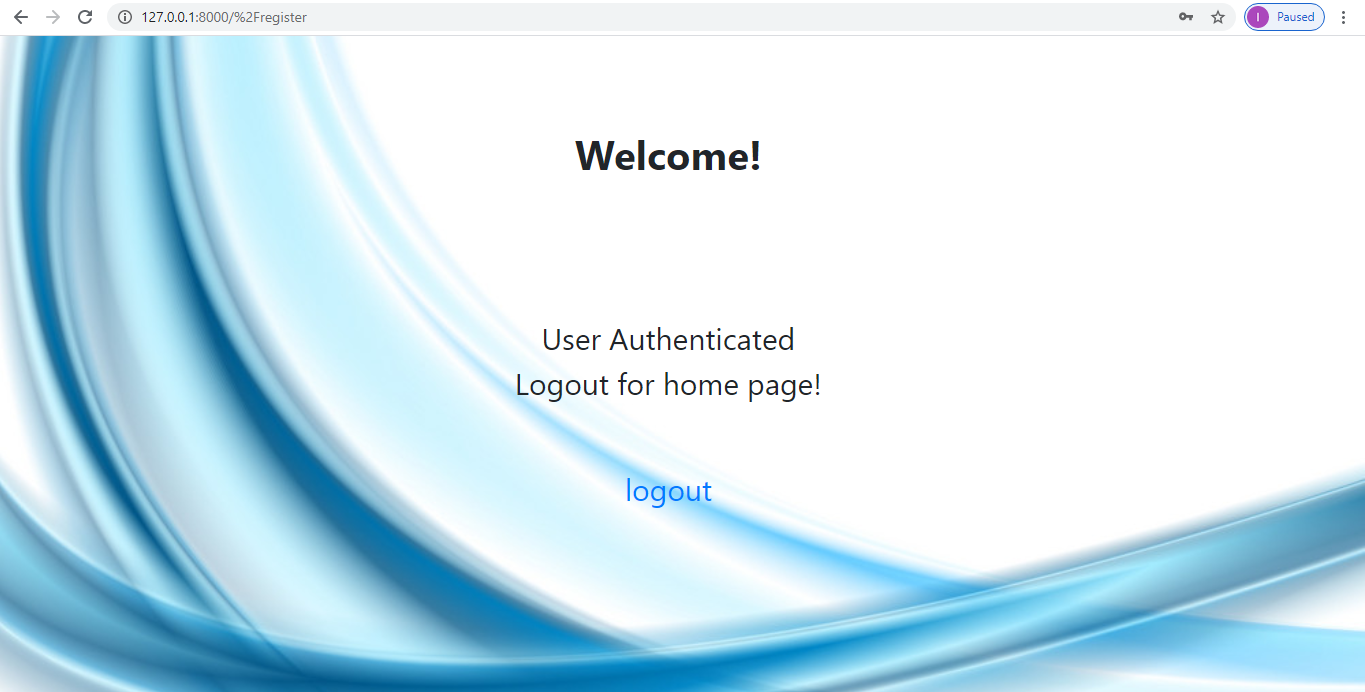 127.0.0.1:8000/%2Fregister
I
Paused
Welcome!
User Authenticated
Logout for home page!
logout